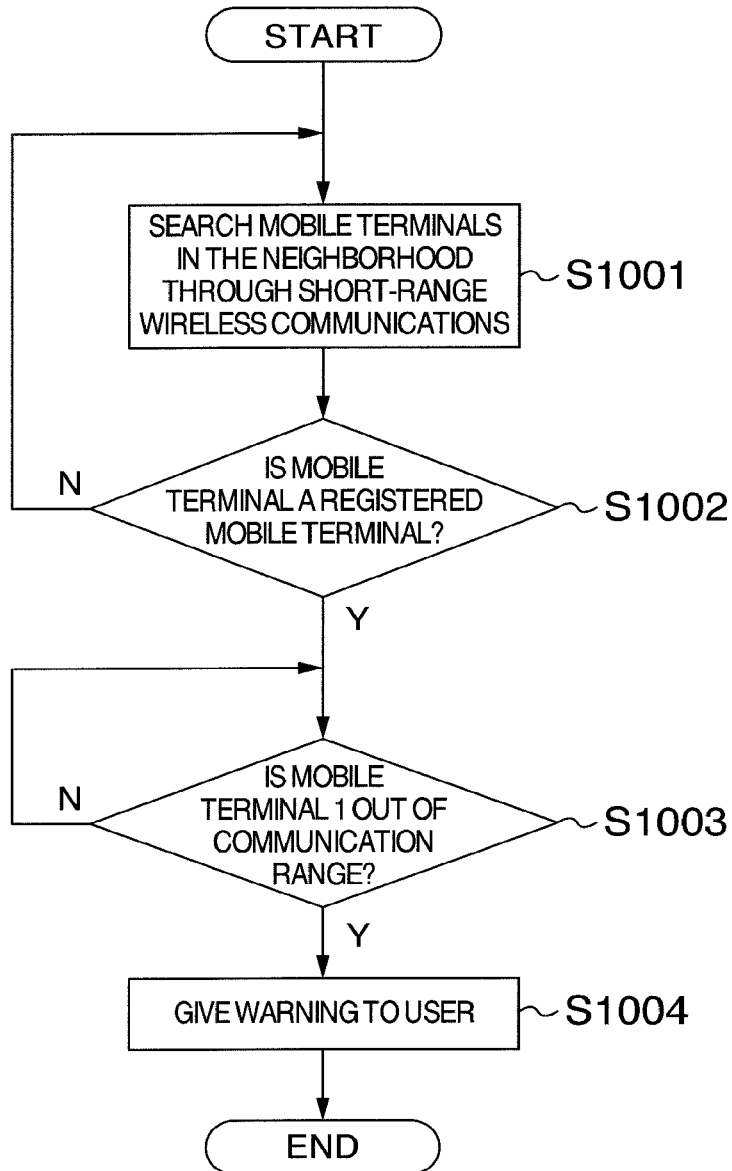 START
SEARCH MOBILE TERMINALS
IN THE NEIGHBORHOOD
THROUGH SHORT-RANGE
WIRELESS COMMUNICATIONS
S1001
IS MOBILE
TERMINAL A REGISTERED
MOBILE TERMINAL?
N
S1002
Y
IS MOBILE
TERMINAL 1 OUT OF
COMMUNICATION
RANGE?
N
S1003
Y
GIVE WARNING TO USER
S1004
END